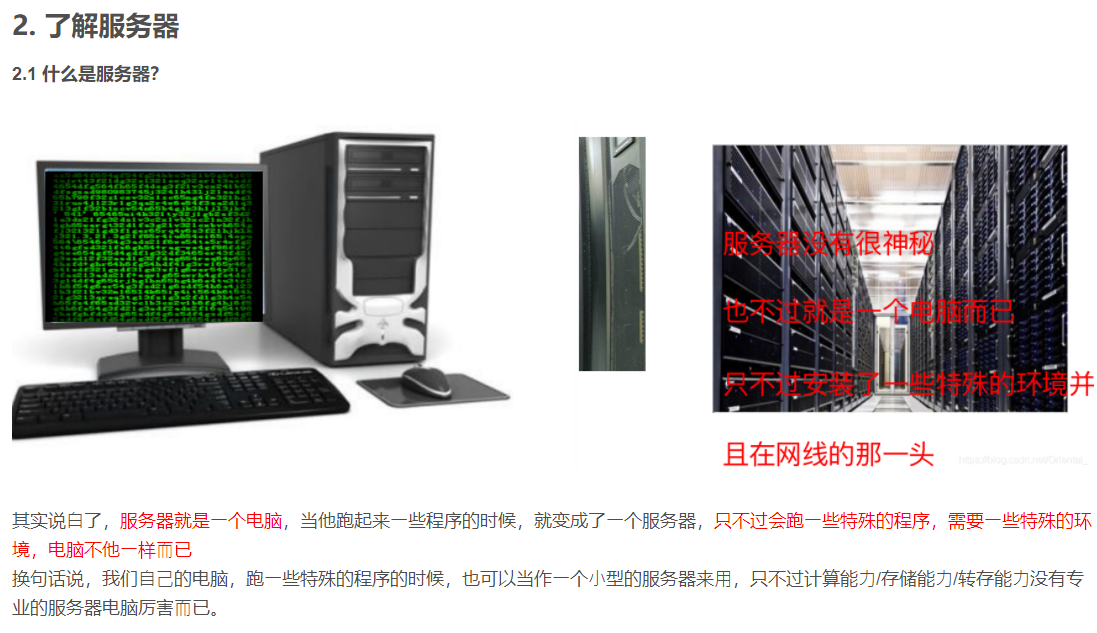 2. 了解服务器
2.1 什么是服务器?
服务器没有很神秘
也不过就是一个电脑而已
只不过安装了一些特殊的环境并
且在网线的那一头
其实说白了，服务器就是一个电脑，当他跑起来一些程序的时候，就变成了一个服务器，只不过会跑一些特殊的程序，需要一些特殊的环
境，电脑不他一样而已
换句话说，我们自己的电脑，跑一些特殊的程序的时候，也可以当作一个小型的服务器来用，只不过计算能力/存储能力/转存能力没有专
业的服务器电脑厉害而已。